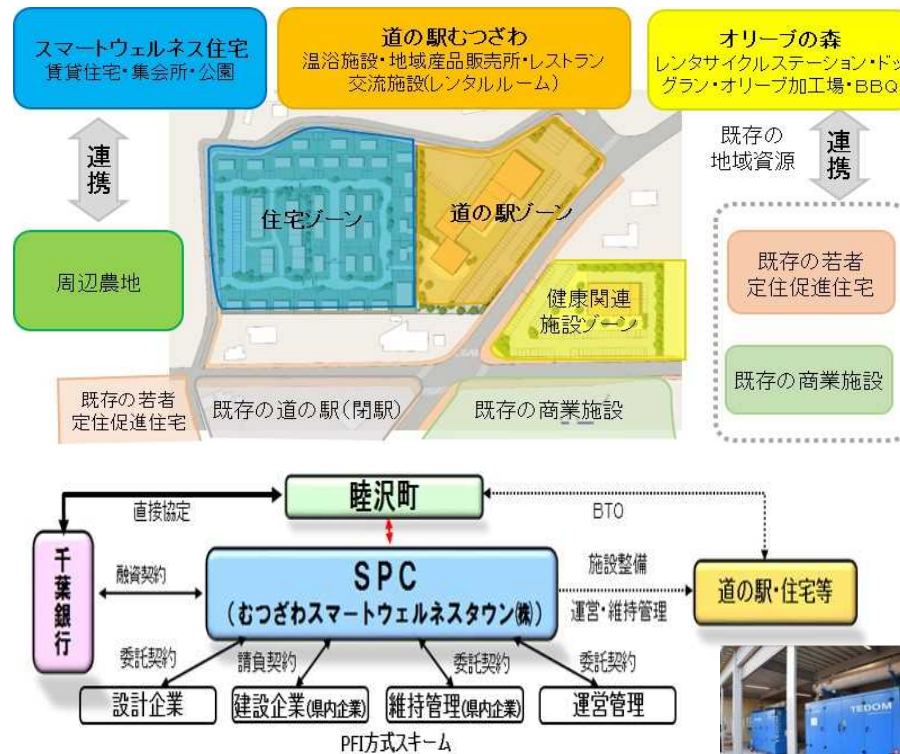 スマートウェルネス住宅
賃貸住宅・集会所・公園
道の駅むつざわ
温浴施設・地域産品販売所・レストラン
交流施設(レンタルルーム)
オリーブの森
レンタサイクルステーション・ドッ
グラン・オリーブ加工場・BBQ
連携
既存の
地域資源
連携
住宅ゾーン
道の駅ゾーン
周辺農地
健康関連
施設ゾーン
既存の若者
定住促進住宅
既存の商業施設
既存の若者
定住促進住宅
既存の道の駅(閉駅)
既存の商業施設
睦沢町
直接協定
BTO
千葉銀行
融資契約
SPC
(むつざわスマートウェルネスタウン㈱)
施設整備
運営・維持管理
道の駅・住宅等
委託契約
請負契約
委託契約
委託契約
設計企業
建設企業(県内企業)
維持管理(県内企業)
運営管理
TEDOM
PFI方式スキーム